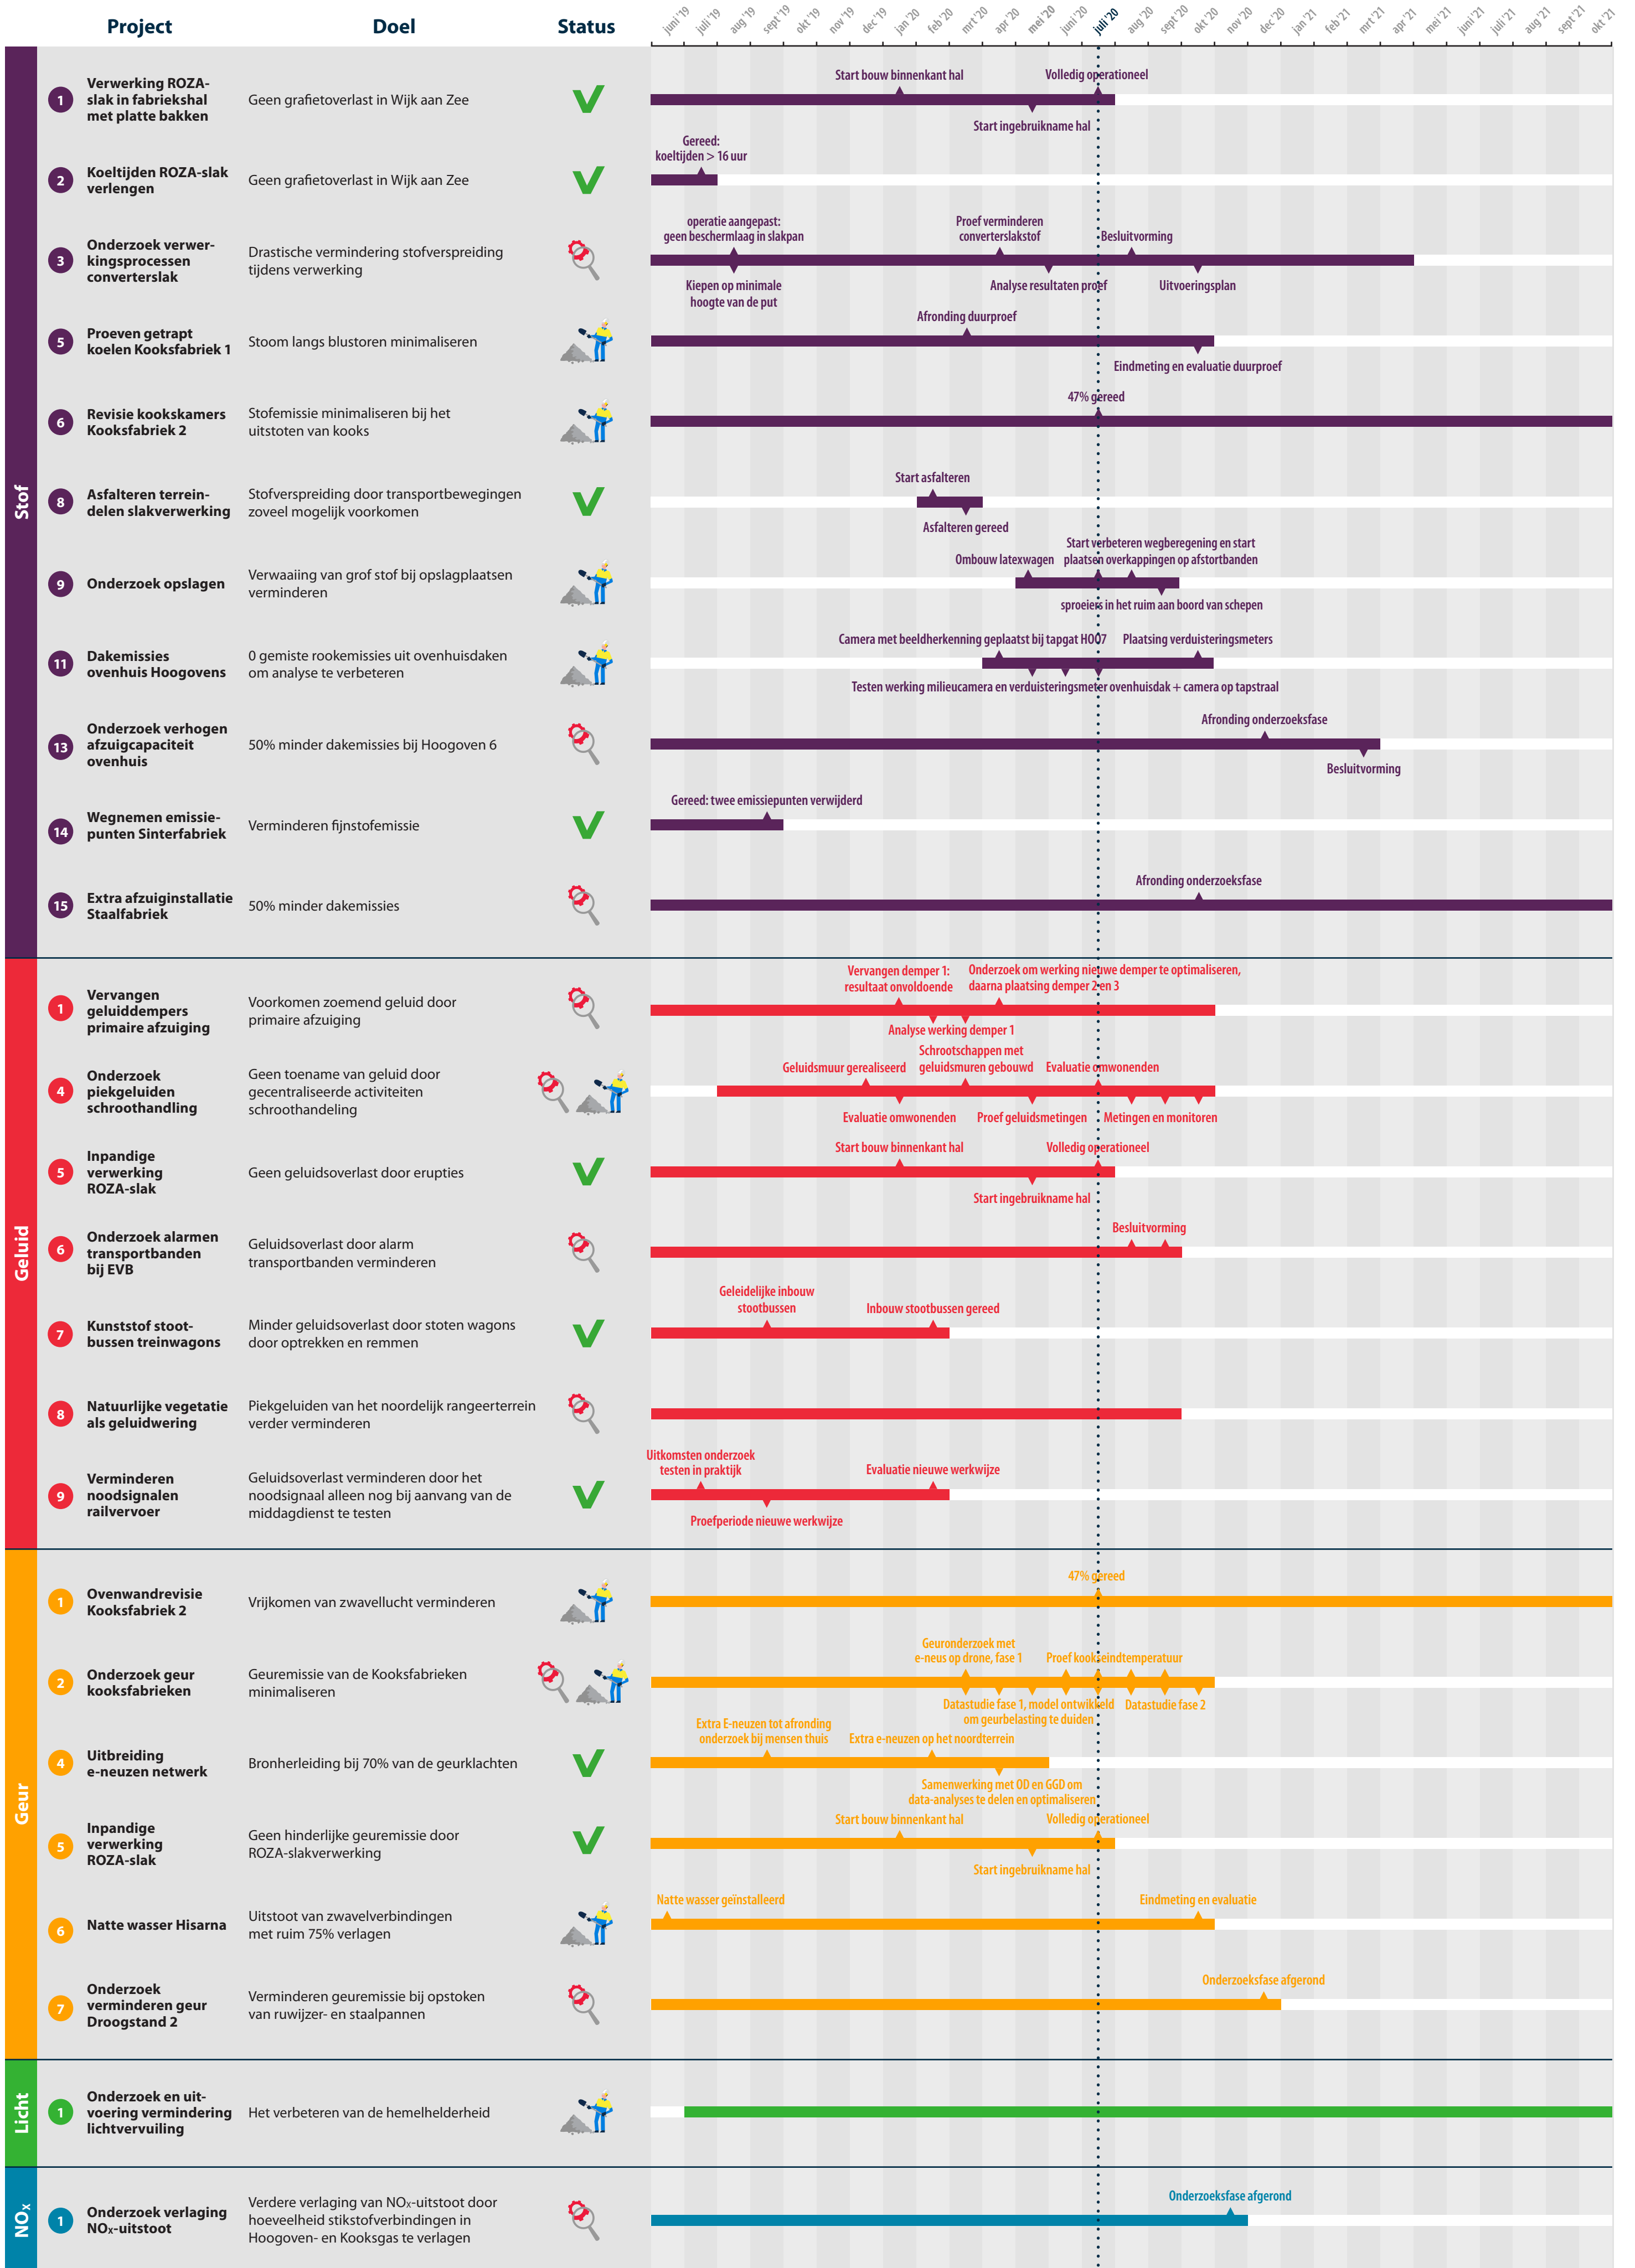 Project
Doel
Status
juni '19
juli '19
aug '19
sept '19
okt '19
nov '19
dec '19
jan '20
feb '20
mrt '20
apr '20
mei '20
juni '20
juli '20
aug '20
sept '20
okt '20
nov '20
dec '20
jan '21
feb '21
mrt '21
apr '21
mei '21
juni '21
juli '21
aug '21
sept '21
okt '21
Stof
1
Verwerking ROZA-
slak in fabriekshal
met platte bakken
Geen grafietoverlast in Wijk aan Zee
Start bouw binnenkant hal
Volledig operationeel
Start ingebruikname hal
2
Koeltijden ROZA-slak
verlengen
Geen grafietoverlast in Wijk aan Zee
Gereed:
koeltijden > 16 uur
3
Onderzoek verwer-
kingsprocessen
converterslak
Drastische vermindering stofverspreiding
tijdens verwerking
operatie aangepast:
geen beschermlaag in slakpan
Proef verminderen
converterslakstof
Besluitvorming
Kiepen op minimale
hoogte van de put
Analyse resultaten proef
Uitvoeringsplan
5
Proeven getrapt
koelen Kooksfabriek 1
Stoom langs blustoren minimaliseren
Afronding duurproef
Eindmeting en evaluatie duurproef
6
Revisie kookskamers
Kooksfabriek 2
Stofemissie minimaliseren bij het
uitstoten van kooks
47% gereed
8
Asfalteren terrein-
delen slakverwerking
Stofverspreiding door transportbewegingen
zoveel mogelijk voorkomen
Start asfalteren
Asfalteren gereed
9
Onderzoek opslagen
Verwaaiing van grof stof bij opslagplaatsen
verminderen
Ombouw latexwagen
Start verbeteren wegberegening en start
plaatsen overkappingen op afstortbanden
sproeiers in het ruim aan boord van schepen
11
Dakemissies
ovenhuis Hoogovens
0 gemiste rookemissies uit ovenhuisdaken
om analyse te verbeteren
Camera met beeldherkenning geplaatst bij tapgat HOO7
Plaatsing verduisteringsmeters
Testen werking milieucamera en verduisteringsmeter ovenhuisdak + camera op tapstraal
13
Onderzoek verhogen
afzuigcapaciteit
ovenhuis
50% minder dakemissies bij Hoogoven 6
Afronding onderzoeksfase
Besluitvorming
14
Wegnemen emissie-
punten Sinterfabriek
Verminderen fijnstofemissie
Gereed: twee emissiepunten verwijderd
15
Extra afzuiginstallatie
Staalfabriek
50% minder dakemissies
Afronding onderzoeksfase
Geluid
1
Vervangen
geluiddempers
primaire afzuiging
Voorkomen zoemend geluid door
primaire afzuiging
Vervangen demper 1:
resultaat onvoldoende
Onderzoek om werking nieuwe demper te optimaliseren,
daarna plaatsing demper 2 en 3
Analyse werking demper 1
4
Onderzoek
piekgeluiden
schroothandling
Geen toename van geluid door
gecentraliseerde activiteiten
schroothandeling
Geluidsmuur gerealiseerd
Schrootschappen met
geluidsmuren gebouwd
Evaluatie omwonenden
Evaluatie omwonenden
Proef geluidsmetingen
Metingen en monitoren
5
Inpandige
verwerking
ROZA-slak
Geen geluidsoverlast door erupties
Start bouw binnenkant hal
Volledig operationeel
Start ingebruikname hal
6
Onderzoek alarmen
transportbanden
bij EVB
Geluidsoverlast door alarm
transportbanden verminderen
Besluitvorming
7
Kunststof stoot-
bussen treinwagons
Minder geluidsoverlast door stoten wagons
door optrekken en remmen
Geleidelijke inbouw
stootbussen
Inbouw stootbussen gereed
8
Natuurlijke vegetatie
als geluidwering
Piekgeluiden van het noordelijk rangeerterrein
verder verminderen
9
Verminderen
noodsignalen
railvervoer
Geluidsoverlast verminderen door het
noodsignaal alleen nog bij aanvang van de
middagdienst te testen
Uitkomsten onderzoek
testen in praktijk
Evaluatie nieuwe werkwijze
Proefperiode nieuwe werkwijze
Geur
1
Ovenwandrevisie
Kooksfabriek 2
Vrijkomen van zwavellucht verminderen
47% gereed
2
Onderzoek geur
kooksfabrieken
Geuremissie van de Kooksfabrieken
minimaliseren
Geuronderzoek met
e-neus op drone, fase 1
Proef kookseindtemperatuur
Datastudie fase 1, model ontwikkeld
om geurbelasting te duiden
Datastudie fase 2
4
Uitbreiding
e-neuzen netwerk
Bronherleiding bij 70% van de geurklachten
Extra E-neuzen tot afronding
onderzoek bij mensen thuis
Extra e-neuzen op het noordterrein
Samenwerking met OD en GGD om
data-analyses te delen en optimaliseren
5
Inpandige
verwerking
ROZA-slak
Geen hinderlijke geuremissie door
ROZA-slakverwerking
Start bouw binnenkant hal
Volledig operationeel
Start ingebruikname hal
6
Natte wasser Hisarna
Uitstoot van zwavelverbindingen
met ruim 75% verlagen
Natte wasser geïnstalleerd
Eindmeting en evaluatie
7
Onderzoek
verminderen geur
Droogstand 2
Verminderen geuremissie bij opstoken
van ruwijzer- en staalpannen
Onderzoeksfase afgerond
Licht
1
Onderzoek en uit-
voering vermindering
lichtvervuiling
Het verbeteren van de hemelhelderheid
NOx
1
Onderzoek verlaging
NOx-uitstoot
Verdere verlaging van NOx-uitstoot door
hoeveelheid stikstofverbindingen in
Hoogoven- en Kooksgas te verlagen
Onderzoeksfase afgerond